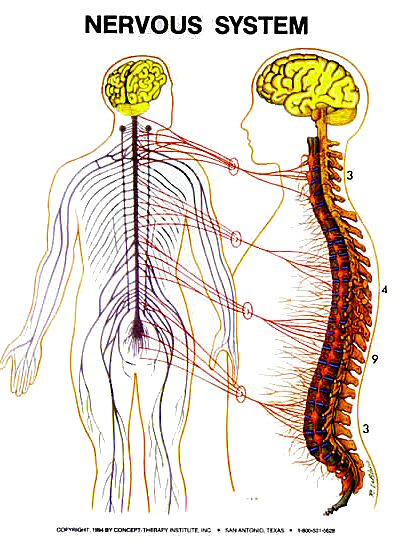 NERVOUS SYSTEM
3
4
9
3
COPYRIGHT, 1984 BY CONCEPT-THERAPY INSTITUTE, INC. • SAN ANTONIO, TEXAS • 1-800-531-5628